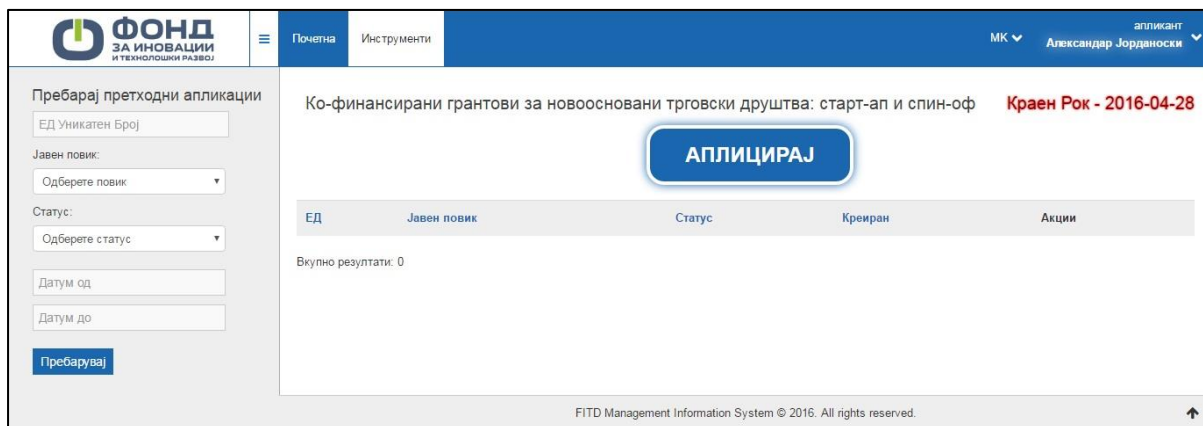 ФОНД
ЗА ИНОВАЦИИ
И ТЕХНОЛОШКИ РАЗВОЈ
Почетна
Инструменти
МК
апликант
Александар Јорданоски
Пребарај претходни апликации
ЕД Уникатен Број
Јавен повик:
Одберете повик
Статус:
Одберете статус
Датум од
Датум до
Пребарувај
Ко-финансирани грантови за новоосновани трговски друштва: старт-ап и спин-оф
Краен Рок - 2016-04-28
АПЛИЦИРАЈ
ЕД Јавен повик Статус Креиран Акции
Вкупно резултати: 0
FITD Management Information System © 2016. All rights reserved.